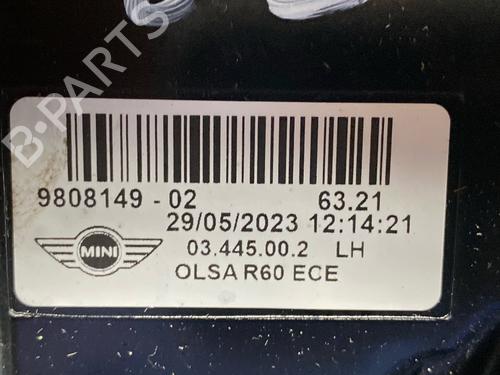 B-PARTS
9808149 - 02 63.21
29/05/2023 12:14:21
MINI 03.445.00.2 LH
OLSA R60 ECE